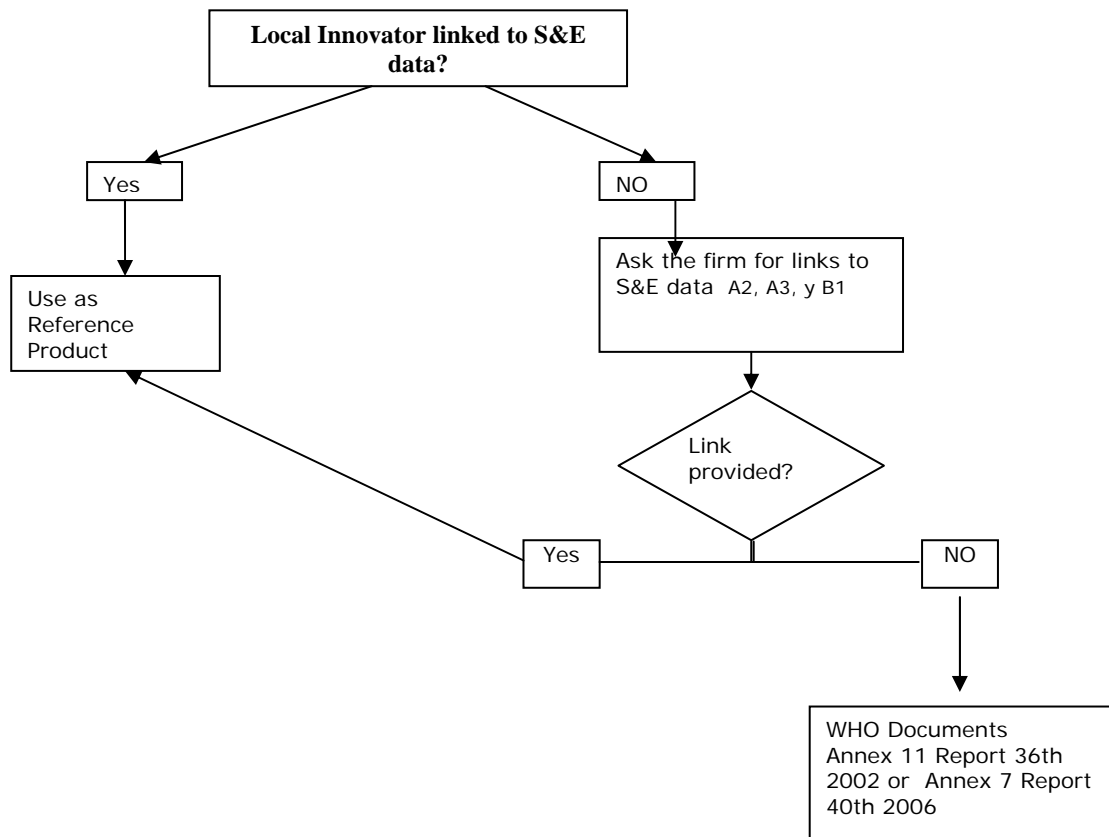 Local Innovator linked to S&E
data?
Yes
NO
Use as
Reference
Product
Ask the firm for links to
S&E data A2, A3, y B1
Link
provided?
Yes
NO
WHO Documents
Annex 11 Report 36th
2002 or Annex 7 Report
40th 2006